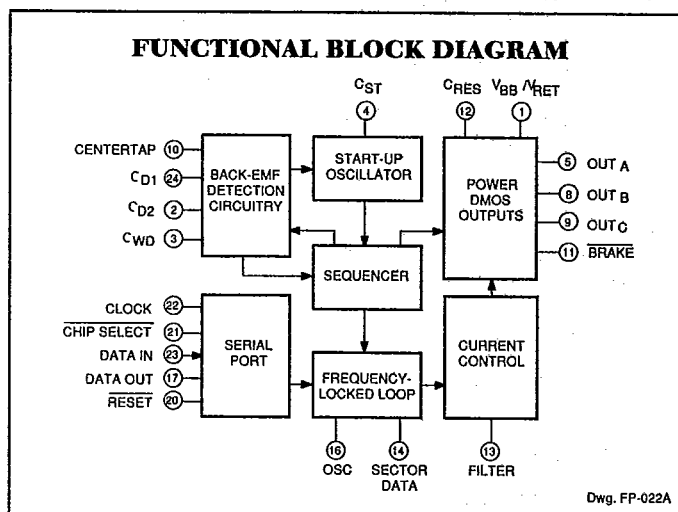 FUNCTIONAL BLOCK DIAGRAM
CST
4
CRES
12
VBB /VRET
1
CENTERTAP 10
CD1 24
CD2 2
CWD 3
BACK-EMF
DETECTION
CIRCUITRY
START-UP
OSCILLATOR
POWER
DMOS
OUTPUTS
5 OUT A
8 OUT B
9 OUT C
11 BRAKE
SEQUENCER
CLOCK 22
CHIP SELECT 21
DATA IN 23
DATA OUT 17
RESET 20
SERIAL
PORT
FREQUENCY-
LOCKED LOOP
CURRENT
CONTROL
16
OSC
14
SECTOR
DATA
13
FILTER
Dwg. FP-022A